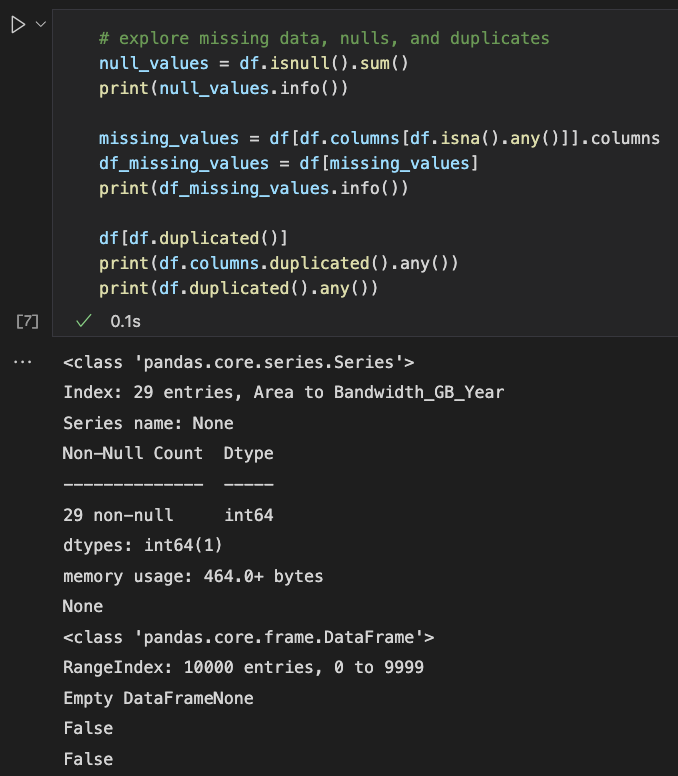 # explore missing data, nulls, and duplicates
null_values = df.isnull().sum()
print(null_values.info())
missing_values = df[df.columns[df.isna().any()]].columns
df_missing_values = df[missing_values]
print(df_missing_values.info())
df[df.duplicated()]
print(df.columns.duplicated().any())
print(df.duplicated().any())
[7] 0.1s
... <class 'pandas.core.series.Series'>
Index: 29 entries, Area to Bandwidth_GB_Year
Series name: None
Non-Null Count  Dtype
--------------  -----
29 non-null     int64
dtypes: int64(1)
memory usage: 464.0+ bytes
None
<class 'pandas.core.frame.DataFrame'>
RangeIndex: 10000 entries, 0 to 9999
Empty DataFrameNone
False
False